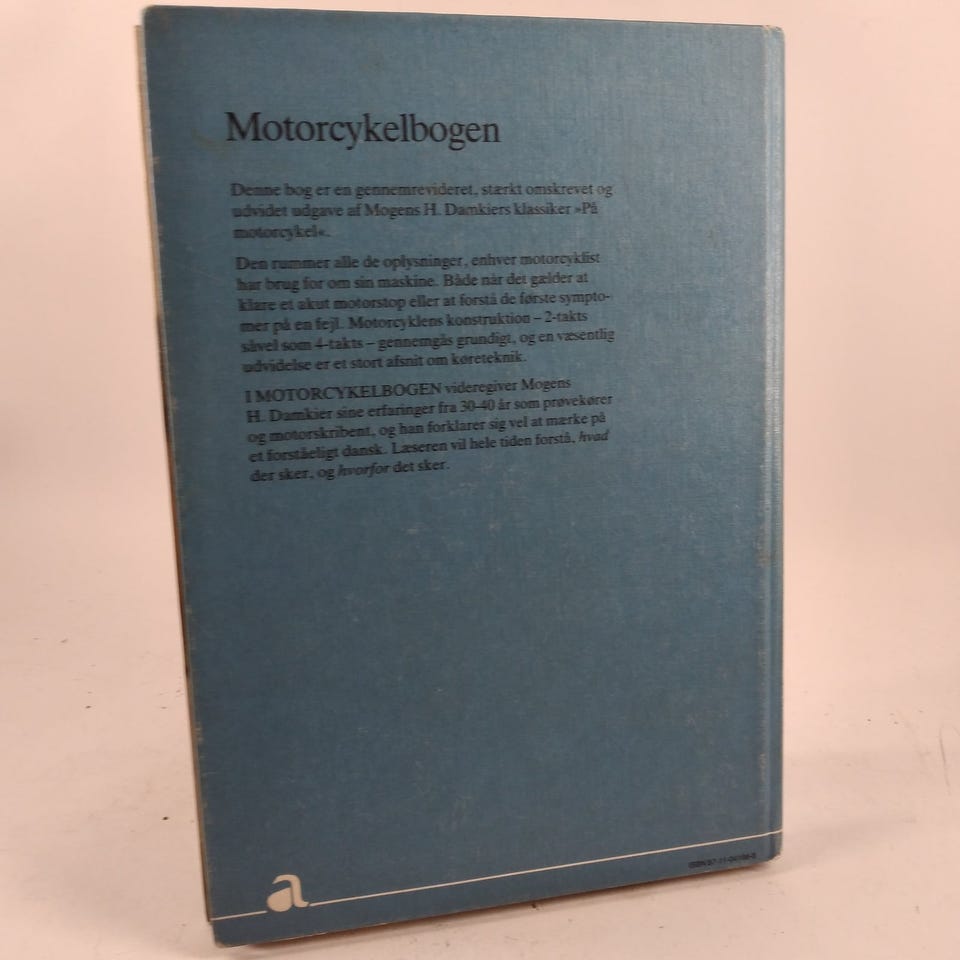 Motorcykelbogen
Denne bog er en gennemrevideret, stærkt omskrevet og
udvidet udgave af Mogens H. Damkiers klassiker »På
motorcykel«.
Den rummer alle de oplysninger, enhver motorcyklist
har brug for om sin maskine. Både når det gælder at
klare et akut motorstop eller at forstå de første sympto-
mer på en fejl. Motorcyklens konstruktion – 2-takts
såvel som 4-takts – gennemgås grundigt, og en væsentlig
udvidelse er et stort afsnit om køreteknik.
I MOTORCYKELBOGEN videregiver Mogens
H. Damkier sine erfaringer fra 30-40 år som prøvekører
og motorskribent, og han forklarer sig vel at mærke på
et forståeligt dansk. Læseren vil hele tiden forstå, hvad
der sker, og hvorfor det sker.
a
ISBN